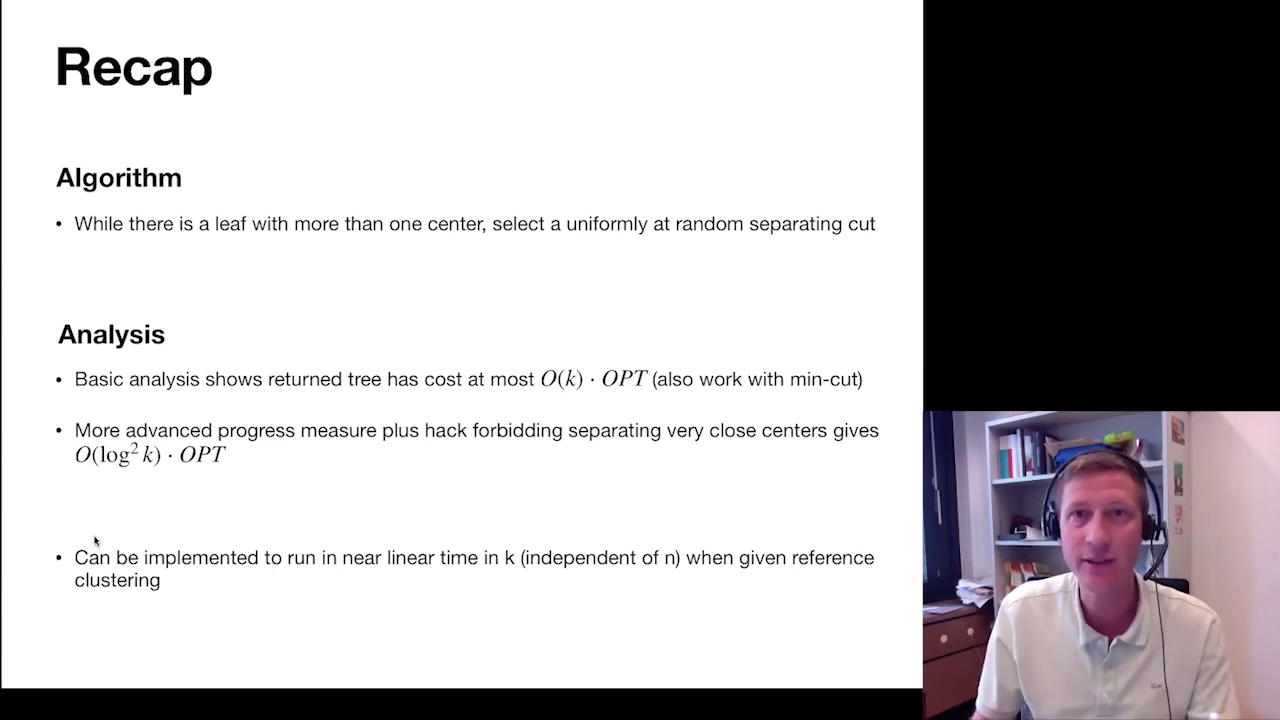 Recap
Algorithm
• While there is a leaf with more than one center, select a uniformly at random separating cut
Analysis
• Basic analysis shows returned tree has cost at most O(k) · OPT (also work with min-cut)
• More advanced progress measure plus hack forbidding separating very close centers gives
O(log² k) · OPT
• Can be implemented to run in near linear time in k (independent of n) when given reference
clustering